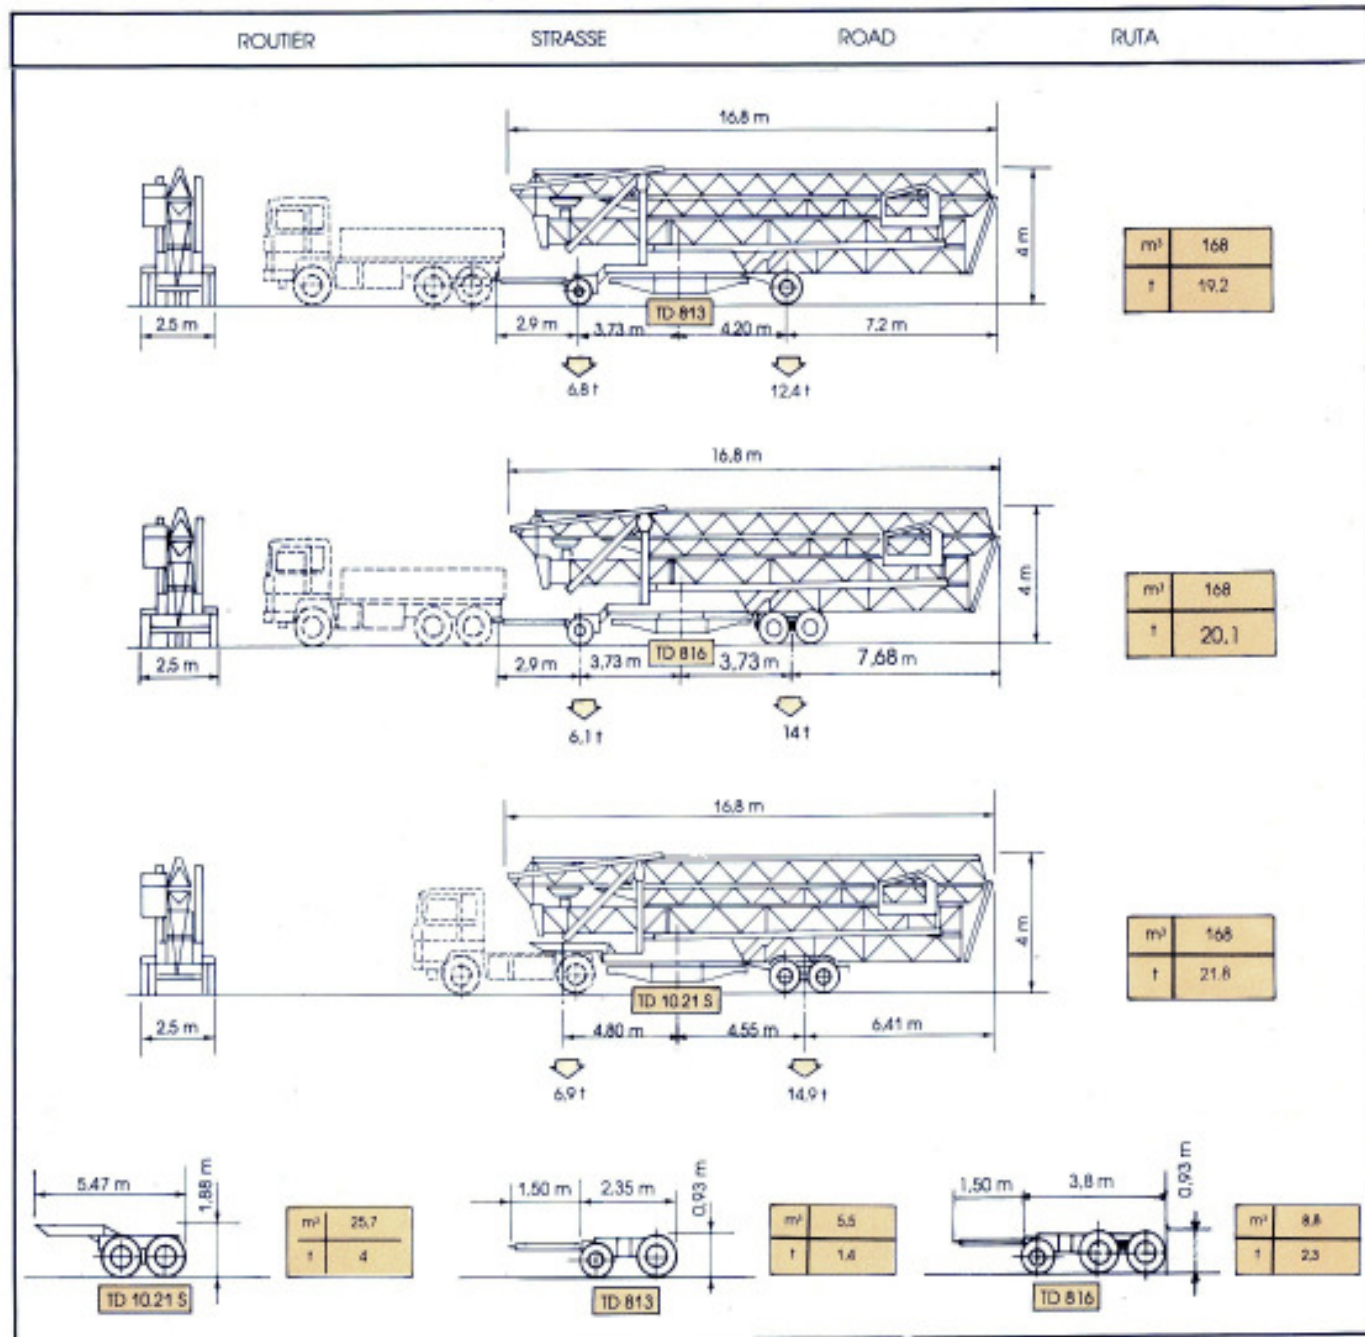 ROUTIER STRASSE ROAD RUTA
16,8 m
4 m
m³ 168
t 19,2
TD 813
2,5 m 2,9 m 3,73 m 4,20 m 7,2 m
6,8 t 12,4 t
16,8 m
4 m
m³ 168
t 20,1
TD 816
2,5 m 2,9 m 3,73 m 3,73 m 7,68 m
6,1 t 14 t
16,8 m
4 m
m³ 168
t 21,8
TD 10.21 S
2,5 m 4,80 m 4,55 m 6,41 m
6,9 t 14,9 t
5,47 m 1,88 m
m³ 25,7
t 4
TD 10.21 S
1,50 m 2,35 m 0,93 m
m³ 5,5
t 1,4
TD 813
1,50 m 3,8 m 0,93 m
m³ 8,8
t 2,3
TD 816